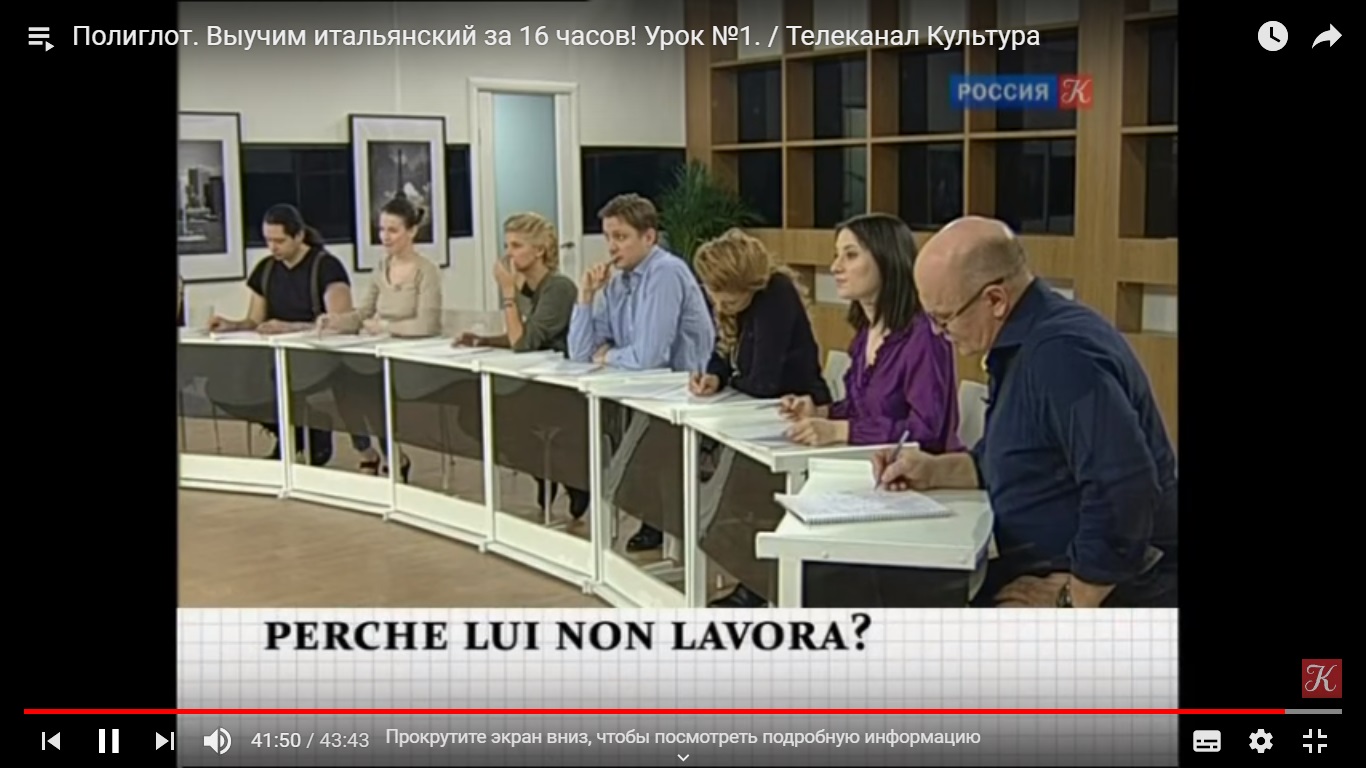 Полиглот. Выучим итальянский за 16 часов! Урок №1. / Телеканал Культура
РОССИЯ К
PERCHE LUI NON LAVORA?
К
41:50 / 43:43
Прокрутите экран вниз, чтобы посмотреть подробную информацию